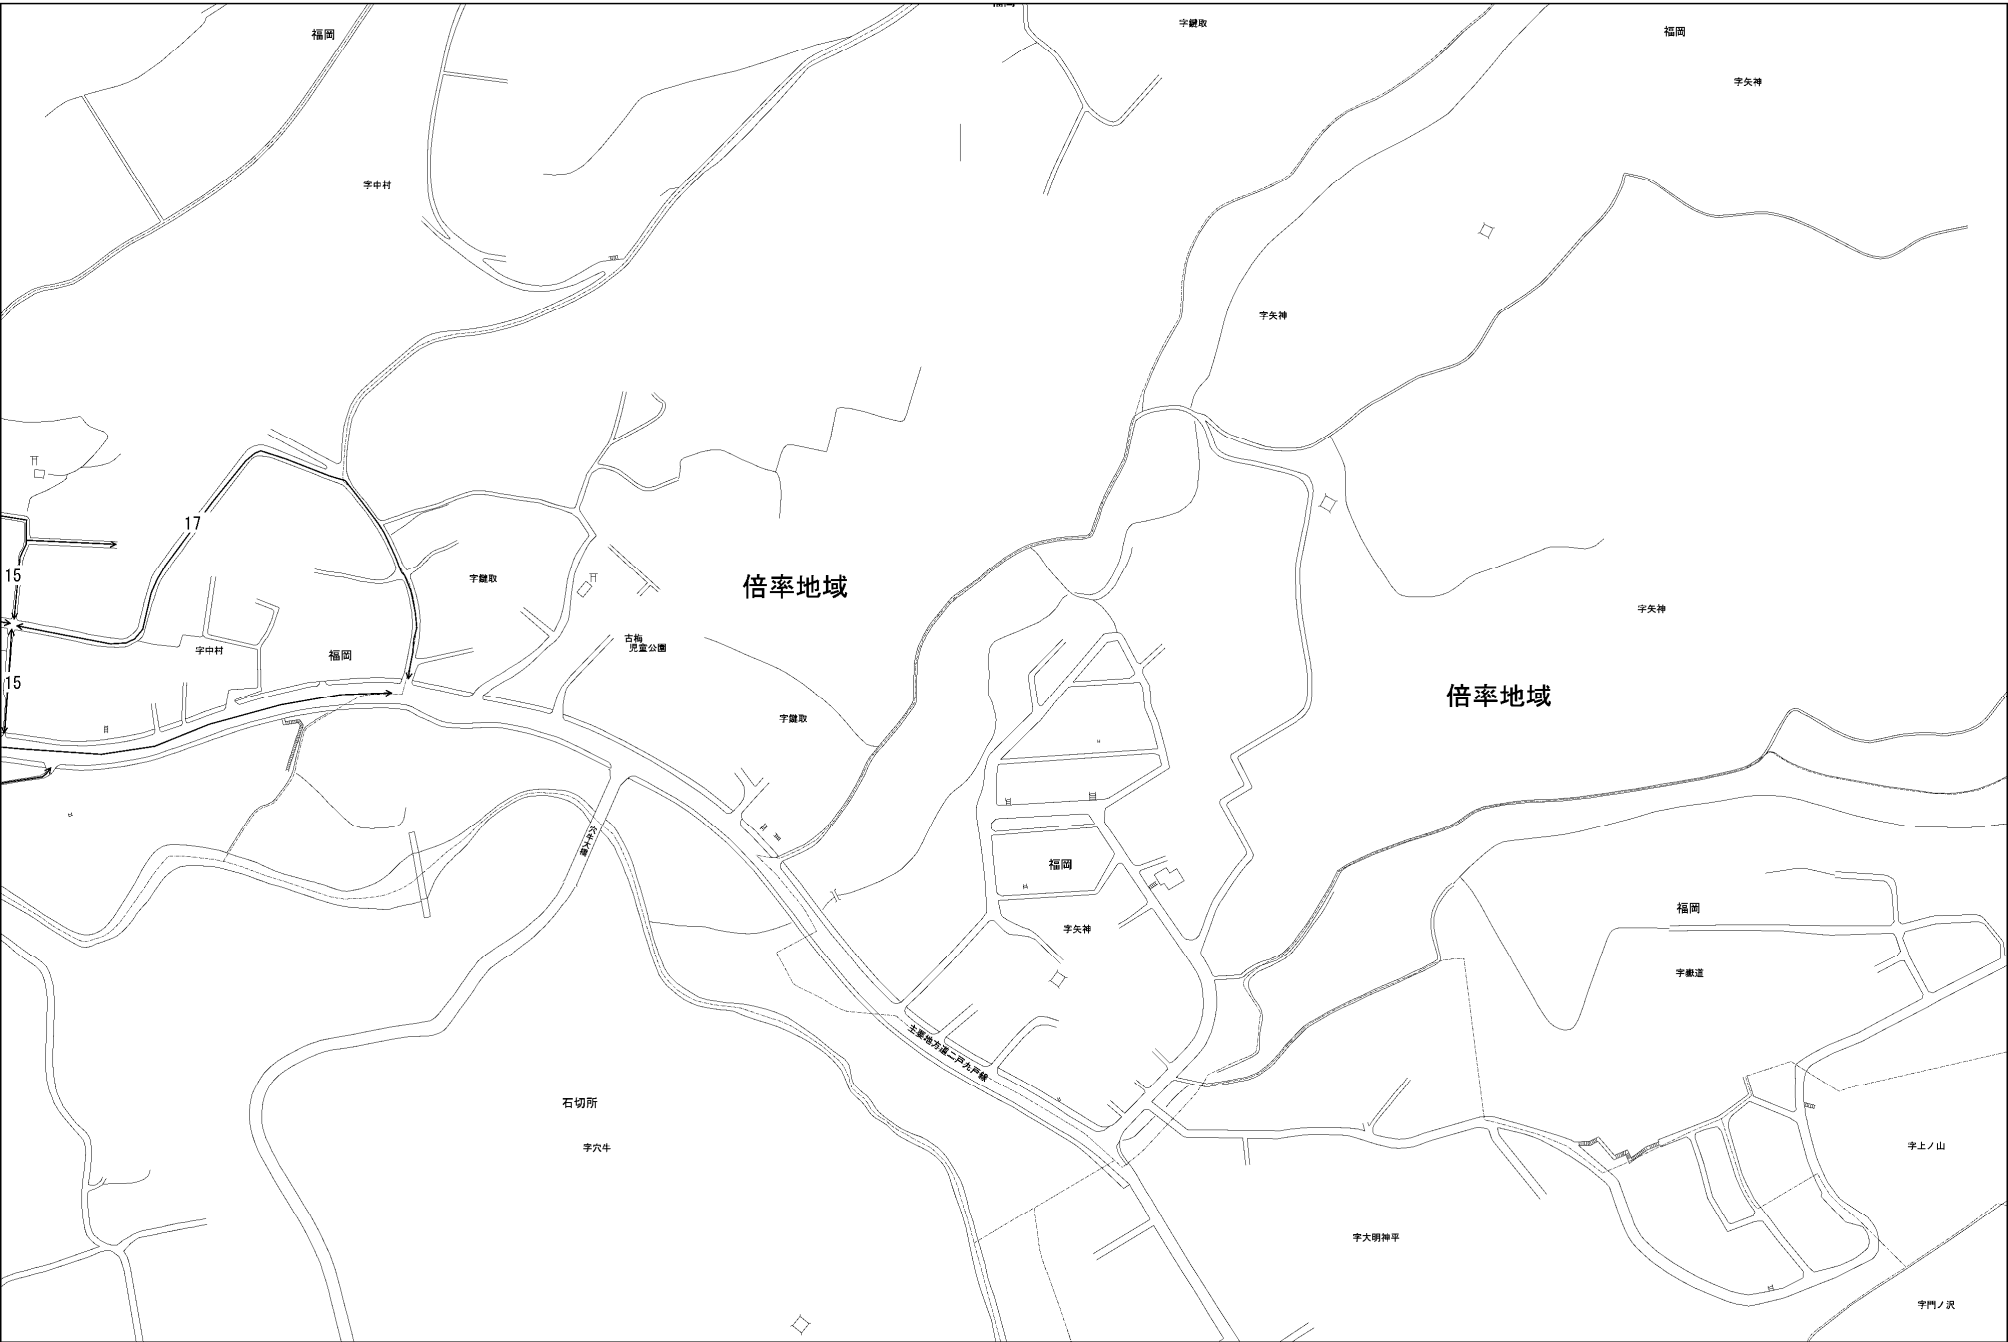 福岡
字鍵取
福岡
字矢神
字中村
字矢神
17
15
字鍵取
倍率地域
字矢神
古梅
児童公園
字中村
福岡
15
倍率地域
字鍵取
穴牛大橋
福岡
福岡
字矢神
主要地方道二戸九戸線
石切所
字穴牛
字上ノ山
字大明神平
字門ノ沢